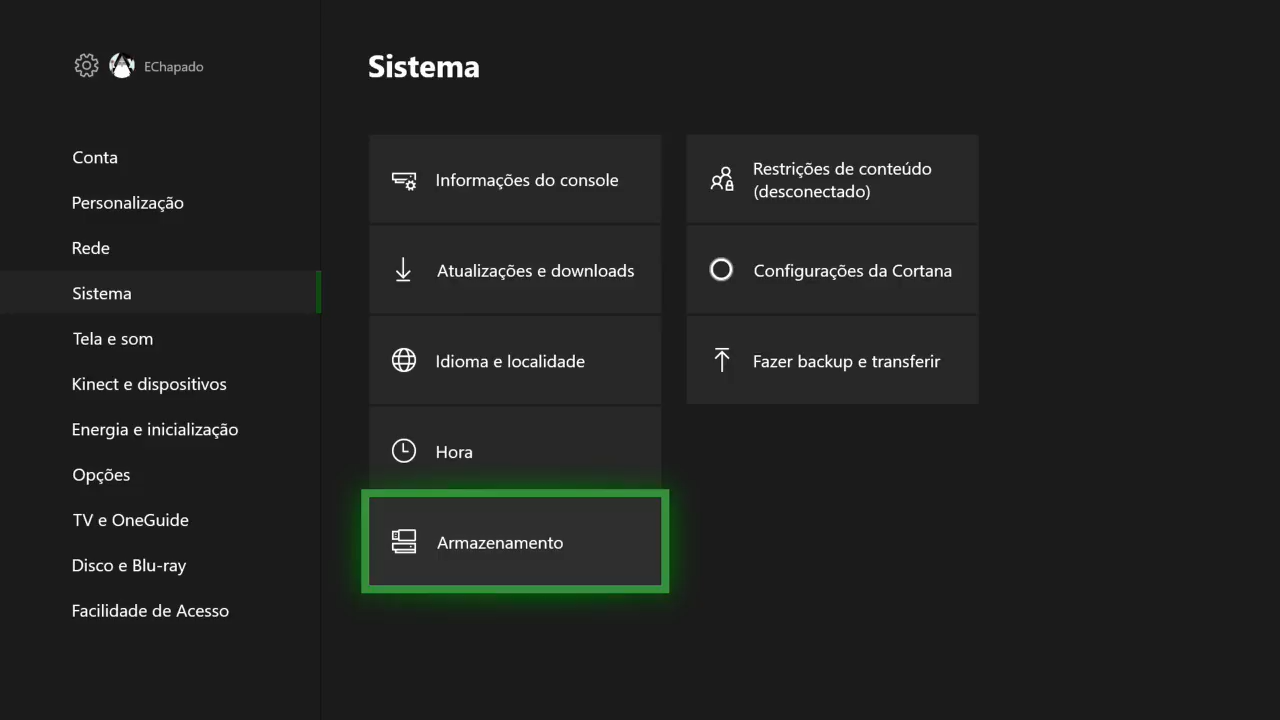 EChapado
Conta
Personalização
Rede
Sistema
Tela e som
Kinect e dispositivos
Energia e inicialização
Opções
TV e OneGuide
Disco e Blu-ray
Facilidade de Acesso
Sistema
Informações do console
Atualizações e downloads
Idioma e localidade
Hora
Armazenamento
Restrições de conteúdo
(desconectado)
Configurações da Cortana
Fazer backup e transferir